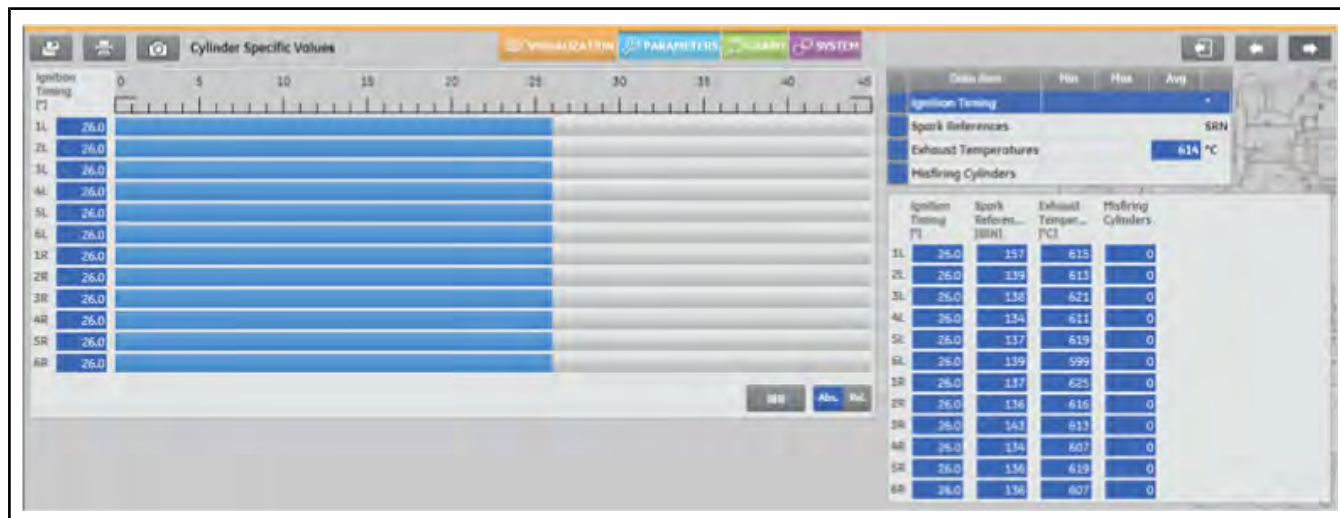 Cylinder Specific Values VISUALIZATION PARAMETERS SYSTEM
Ignition Timing [°] 0 5 10 15 20 25 30 35 40 45
1L 26.0
2L 26.0
3L 26.0
4L 26.0
5L 26.0
6L 26.0
1R 26.0
2R 26.0
3R 26.0
4R 26.0
5R 26.0
6R 26.0
Abs. Rel.
Data Item Min Max Avg
Ignition Timing °
Spark References SRN
Exhaust Temperatures 614 °C
Misfiring Cylinders
Ignition Spark Exhaust Misfiring
Timing Referen... Temper... Cylinders
[°] [SRN] [°C]
1L 26.0 157 615 0
2L 26.0 139 613 0
3L 26.0 138 621 0
4L 26.0 134 611 0
5L 26.0 137 619 0
6L 26.0 139 599 0
1R 26.0 137 625 0
2R 26.0 136 616 0
3R 26.0 143 613 0
4R 26.0 134 607 0
5R 26.0 136 619 0
6R 26.0 136 607 0